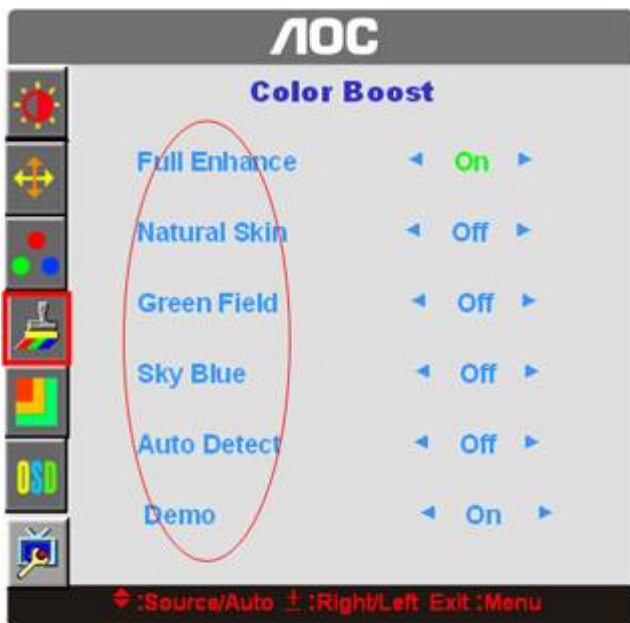 AOC
Color Boost
Full Enhance ◄ On ►
Natural Skin ◄ Off ►
Green Field ◄ Off ►
Sky Blue ◄ Off ►
Auto Detect ◄ Off ►
Demo ◄ On ►
OSD
:Source/Auto ± :Right/Left Exit :Menu